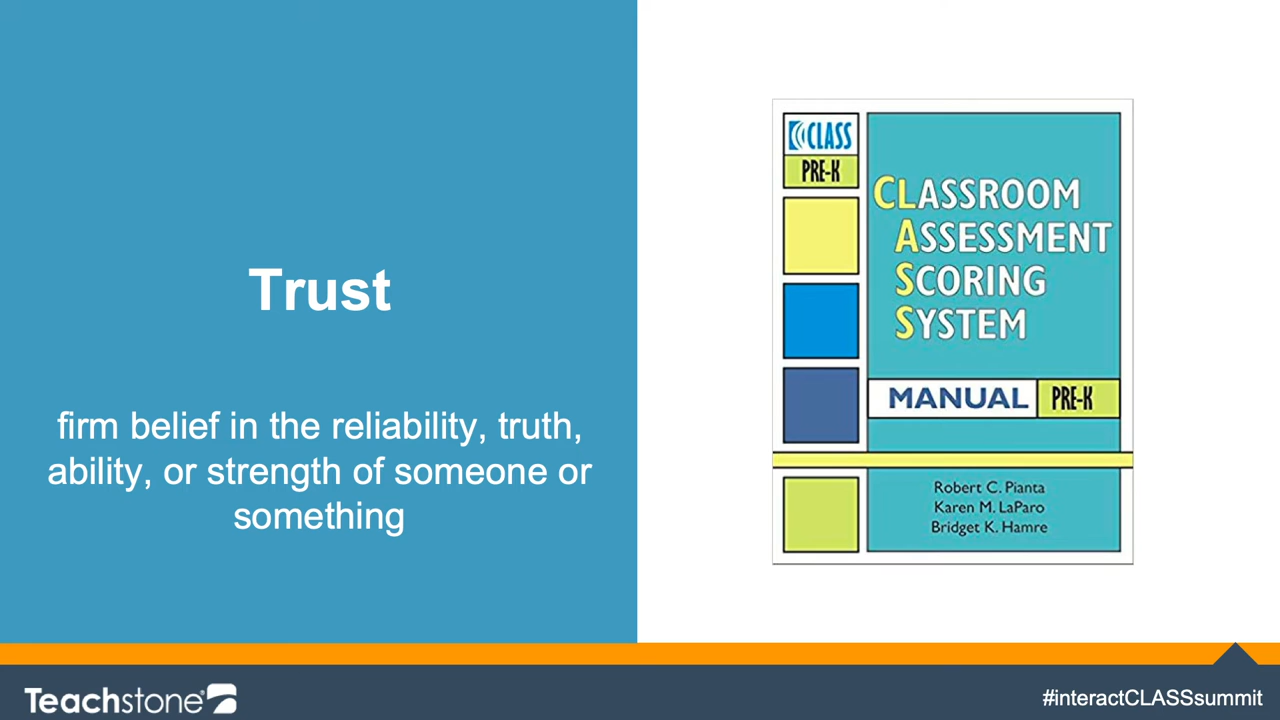 Trust
firm belief in the reliability, truth,
ability, or strength of someone or
something
CLASS
PRE-K
CLASSROOM
ASSESSMENT
SCORING
SYSTEM
MANUAL PRE-K
Robert C. Pianta
Karen M. LaParo
Bridget K. Hamre
Teachstone®
#interactCLASSsummit